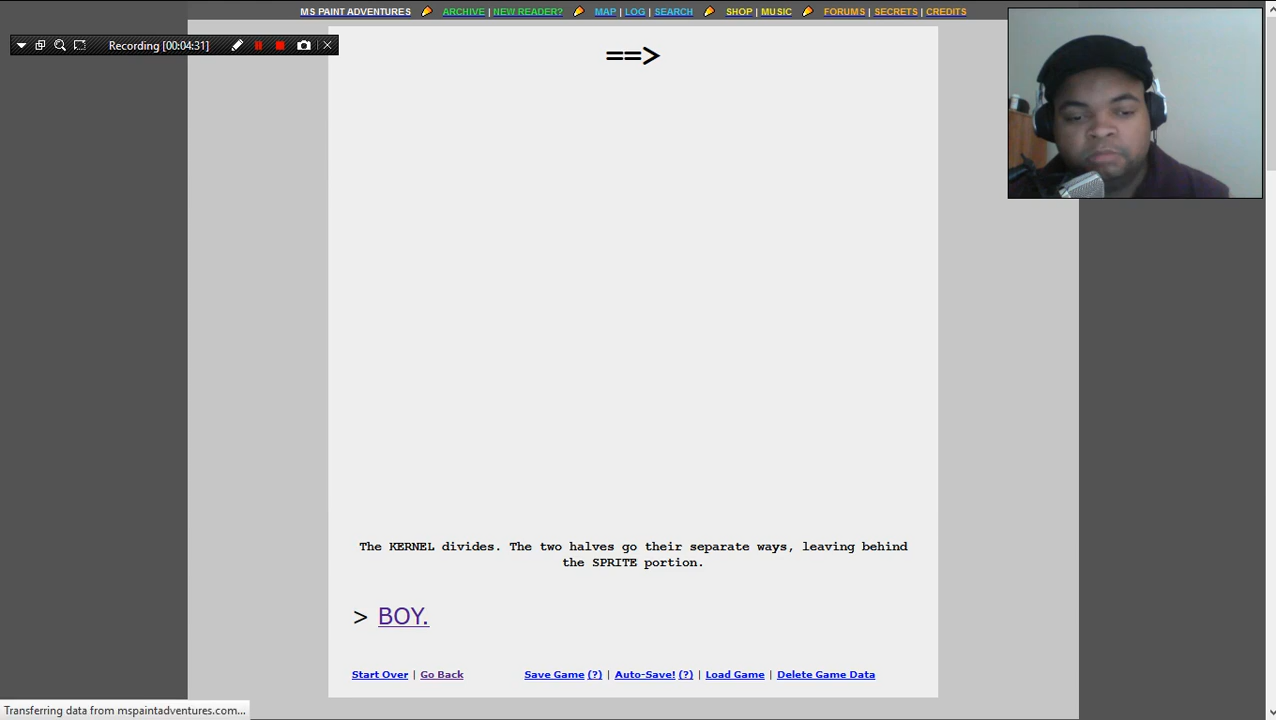 MS PAINT ADVENTURES ARCHIVE | NEW READER? MAP | LOG | SEARCH SHOP | MUSIC FORUMS | SECRETS | CREDITS
Recording [00:04:31]
==>
The KERNEL divides. The two halves go their separate ways, leaving behind
the SPRITE portion.
> BOY.
Start Over | Go Back Save Game (?) | Auto-Save! (?) | Load Game | Delete Game Data
Transferring data from mspaintadventures.com...